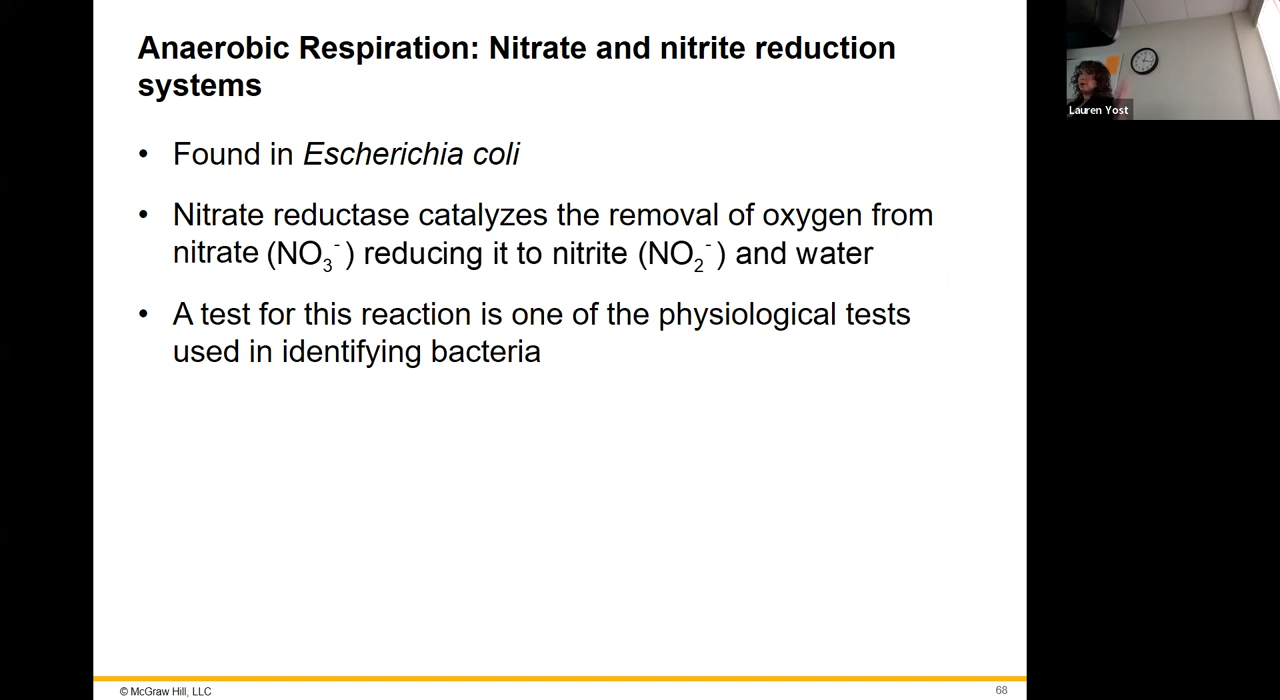 Anaerobic Respiration: Nitrate and nitrite reduction
systems
• Found in Escherichia coli
• Nitrate reductase catalyzes the removal of oxygen from
nitrate (NO₃⁻) reducing it to nitrite (NO₂⁻) and water
• A test for this reaction is one of the physiological tests
used in identifying bacteria
© McGraw Hill, LLC
68
Lauren Yost